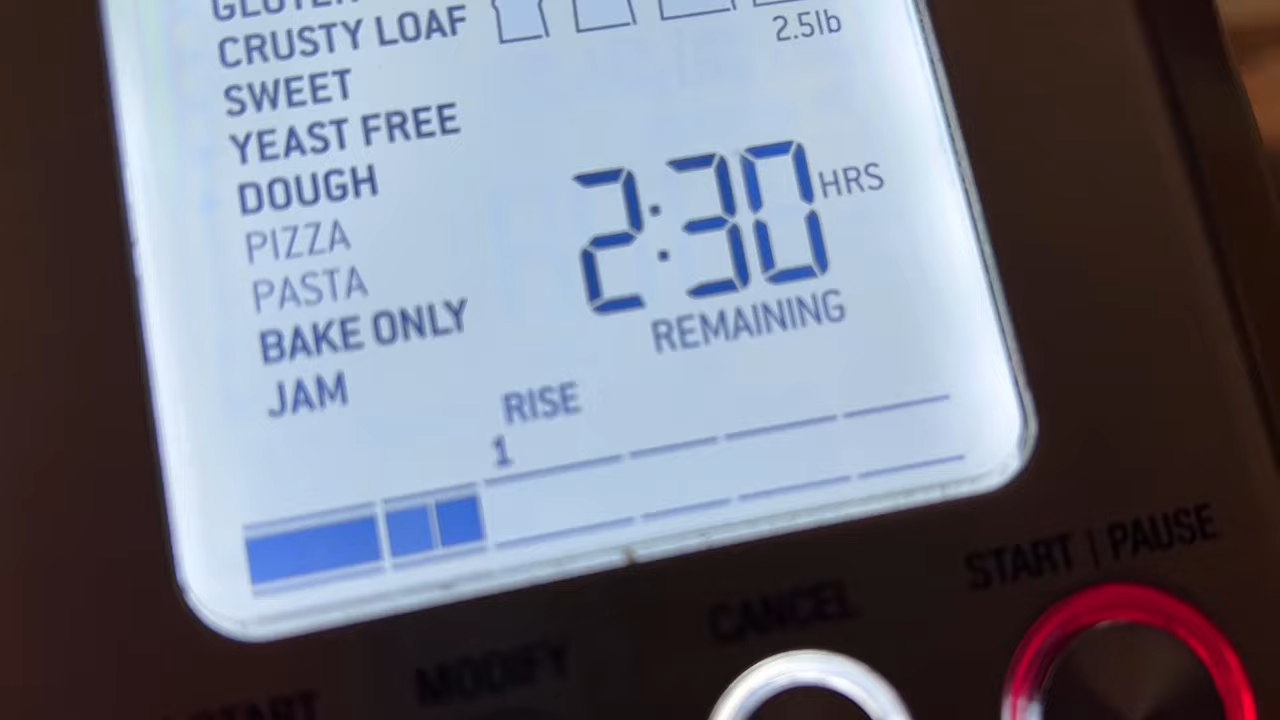 CRUSTY LOAF
2.5lb
SWEET
YEAST FREE
DOUGH
PIZZA
PASTA
BAKE ONLY
JAM
2:30 HRS
REMAINING
RISE
1
START | PAUSE
CANCEL
MODIFY
START